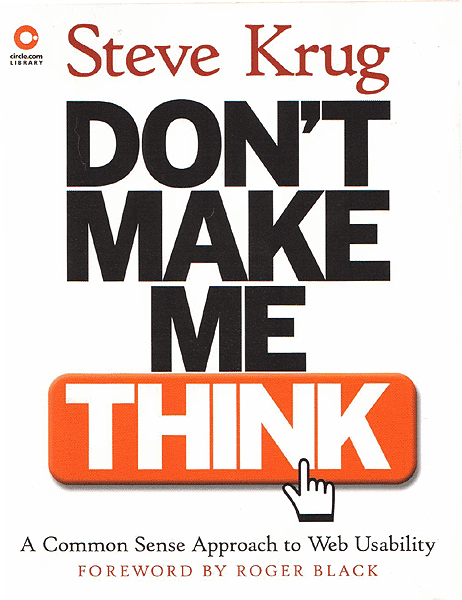 circle.com
LIBRARY
Steve Krug
DON'T
MAKE
ME
THINK
A Common Sense Approach to Web Usability
FOREWORD BY ROGER BLACK